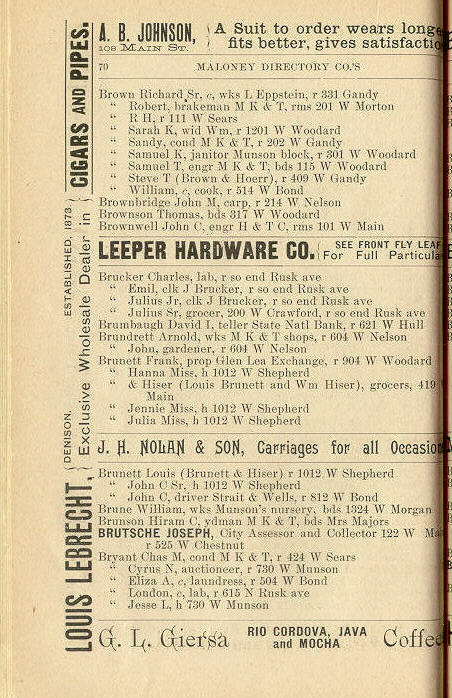 A. B. JOHNSON, A Suit to order wears
108 MAIN ST. fits better, gives
70 MALONEY DIRECTORY CO.'S
Brown Richard Sr, c, wks L Eppstein, r 331 Gandy
“ Robert, brakeman M K & T, rms 201 W Morton
“ R H, r 111 W Sears
“ Sarah K, wid Wm, r 1201 W Woodard
“ Sandy, cond M K & T, r 202 W Gandy
“ Samuel K, janitor Munson block, r 301 W Woodard
“ Samuel T, engr M K & T, bds 115 W Woodard
“ Steve T (Brown & Hoerr), r 409 W Gandy
“ William, c, cook, r 514 W Bond
Brownbridge John M, carp, r 214 W Nelson
Brownson Thomas, bds 317 W Woodard
Brownwell John C, engr H & T C, rms 101 W Main
LEEPER HARDWARE CO. SEE FRONT FLY LEAF
For Full
Brucker Charles, lab, r so end Rusk ave
“ Emil, clk J Brucker, r so end Rusk ave
“ Julius Jr, clk J Brucker, r so end Rusk ave
“ Julius Sr, grocer, 200 W Crawford, r so end Rusk ave
Brumbaugh David I, teller State Natl Bank, r 621 W Hull
Brundrett Arnold, wks M K & T shops, r 604 W Nelson
“ John, gardener, r 604 W Nelson
Brunett Frank, prop Glen Lea Exchange, r 904 W Woodard
“ Hanna Miss, h 1012 W Shepherd
“ & Hiser (Louis Brunett and Wm Hiser), grocers, 419
Main
“ Jennie Miss, h 1012 W Shepherd
“ Julia Miss, h 1012 W Shepherd
J. H. NOLAN & SON, Carriages for all
Brunett Louis (Brunett & Hiser) r 1012 W Shepherd
“ John C Sr, h 1012 W Shepherd
“ John C, driver Strait & Wells, r 812 W Bond
Brune William, wks Munson's nursery, bds 1324 W Morgan
Brunson Hiram C, ydman M K & T, bds Mrs Majors
BRUTSCHE JOSEPH, City Assessor and Collector 122 W
r 525 W Chestnut
Bryant Chas M, cond M K & T, r 424 W Sears
“ Cyrus N, auctioneer, r 730 W Munson
“ Eliza A, c, laundress, r 504 W Bond
“ London, c, lab, r 615 N Rusk ave
“ Jesse L, h 730 W Munson
G. L. Giersa RIO CORDOVA, JAVA
and MOCHA Coffee
LOUIS LEBRECHT, DENISON, ESTABLISHED, 1873,
Exclusive Wholesale Dealer in CIGARS AND PIPES.